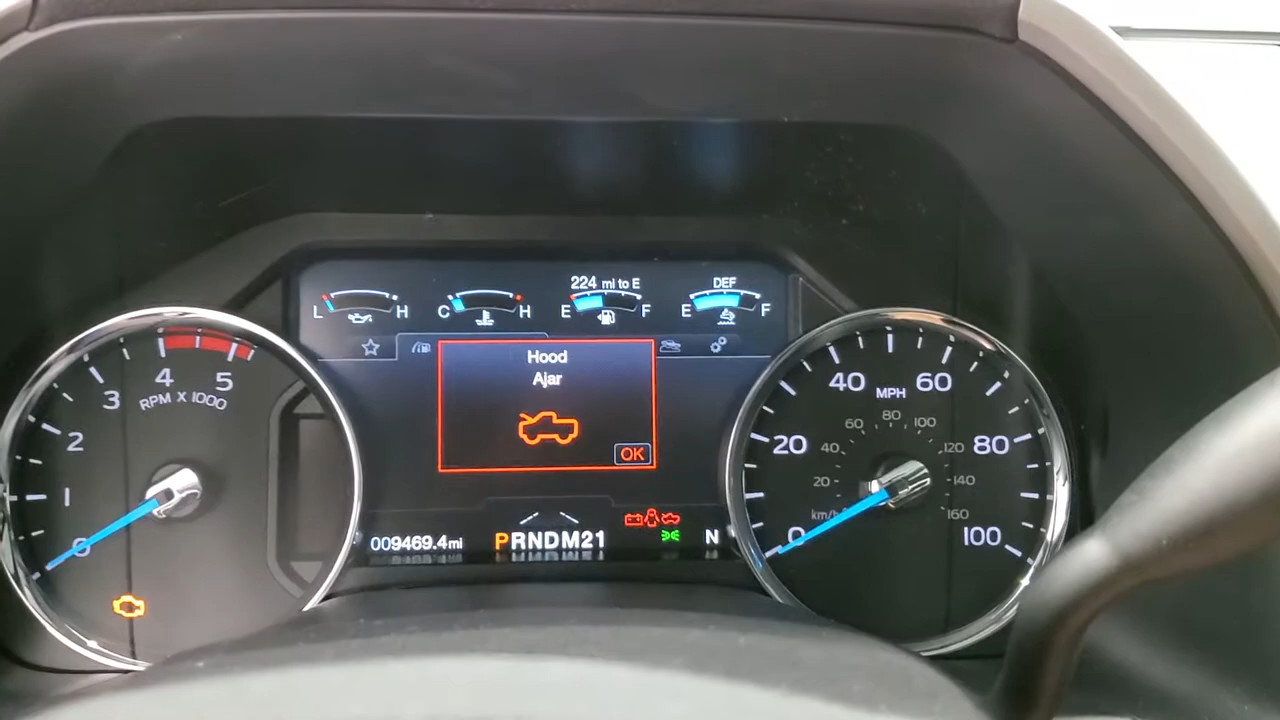 224 mi to E
DEF
L H
C H
E F
E F
Hood
Ajar
OK
009469.4mi
PRNDM21
N
0
1
2
3
4
5
RPM X 1000
0
20
40
60
80
100
MPH
20
40
60
80
100
120
140
160
km/h